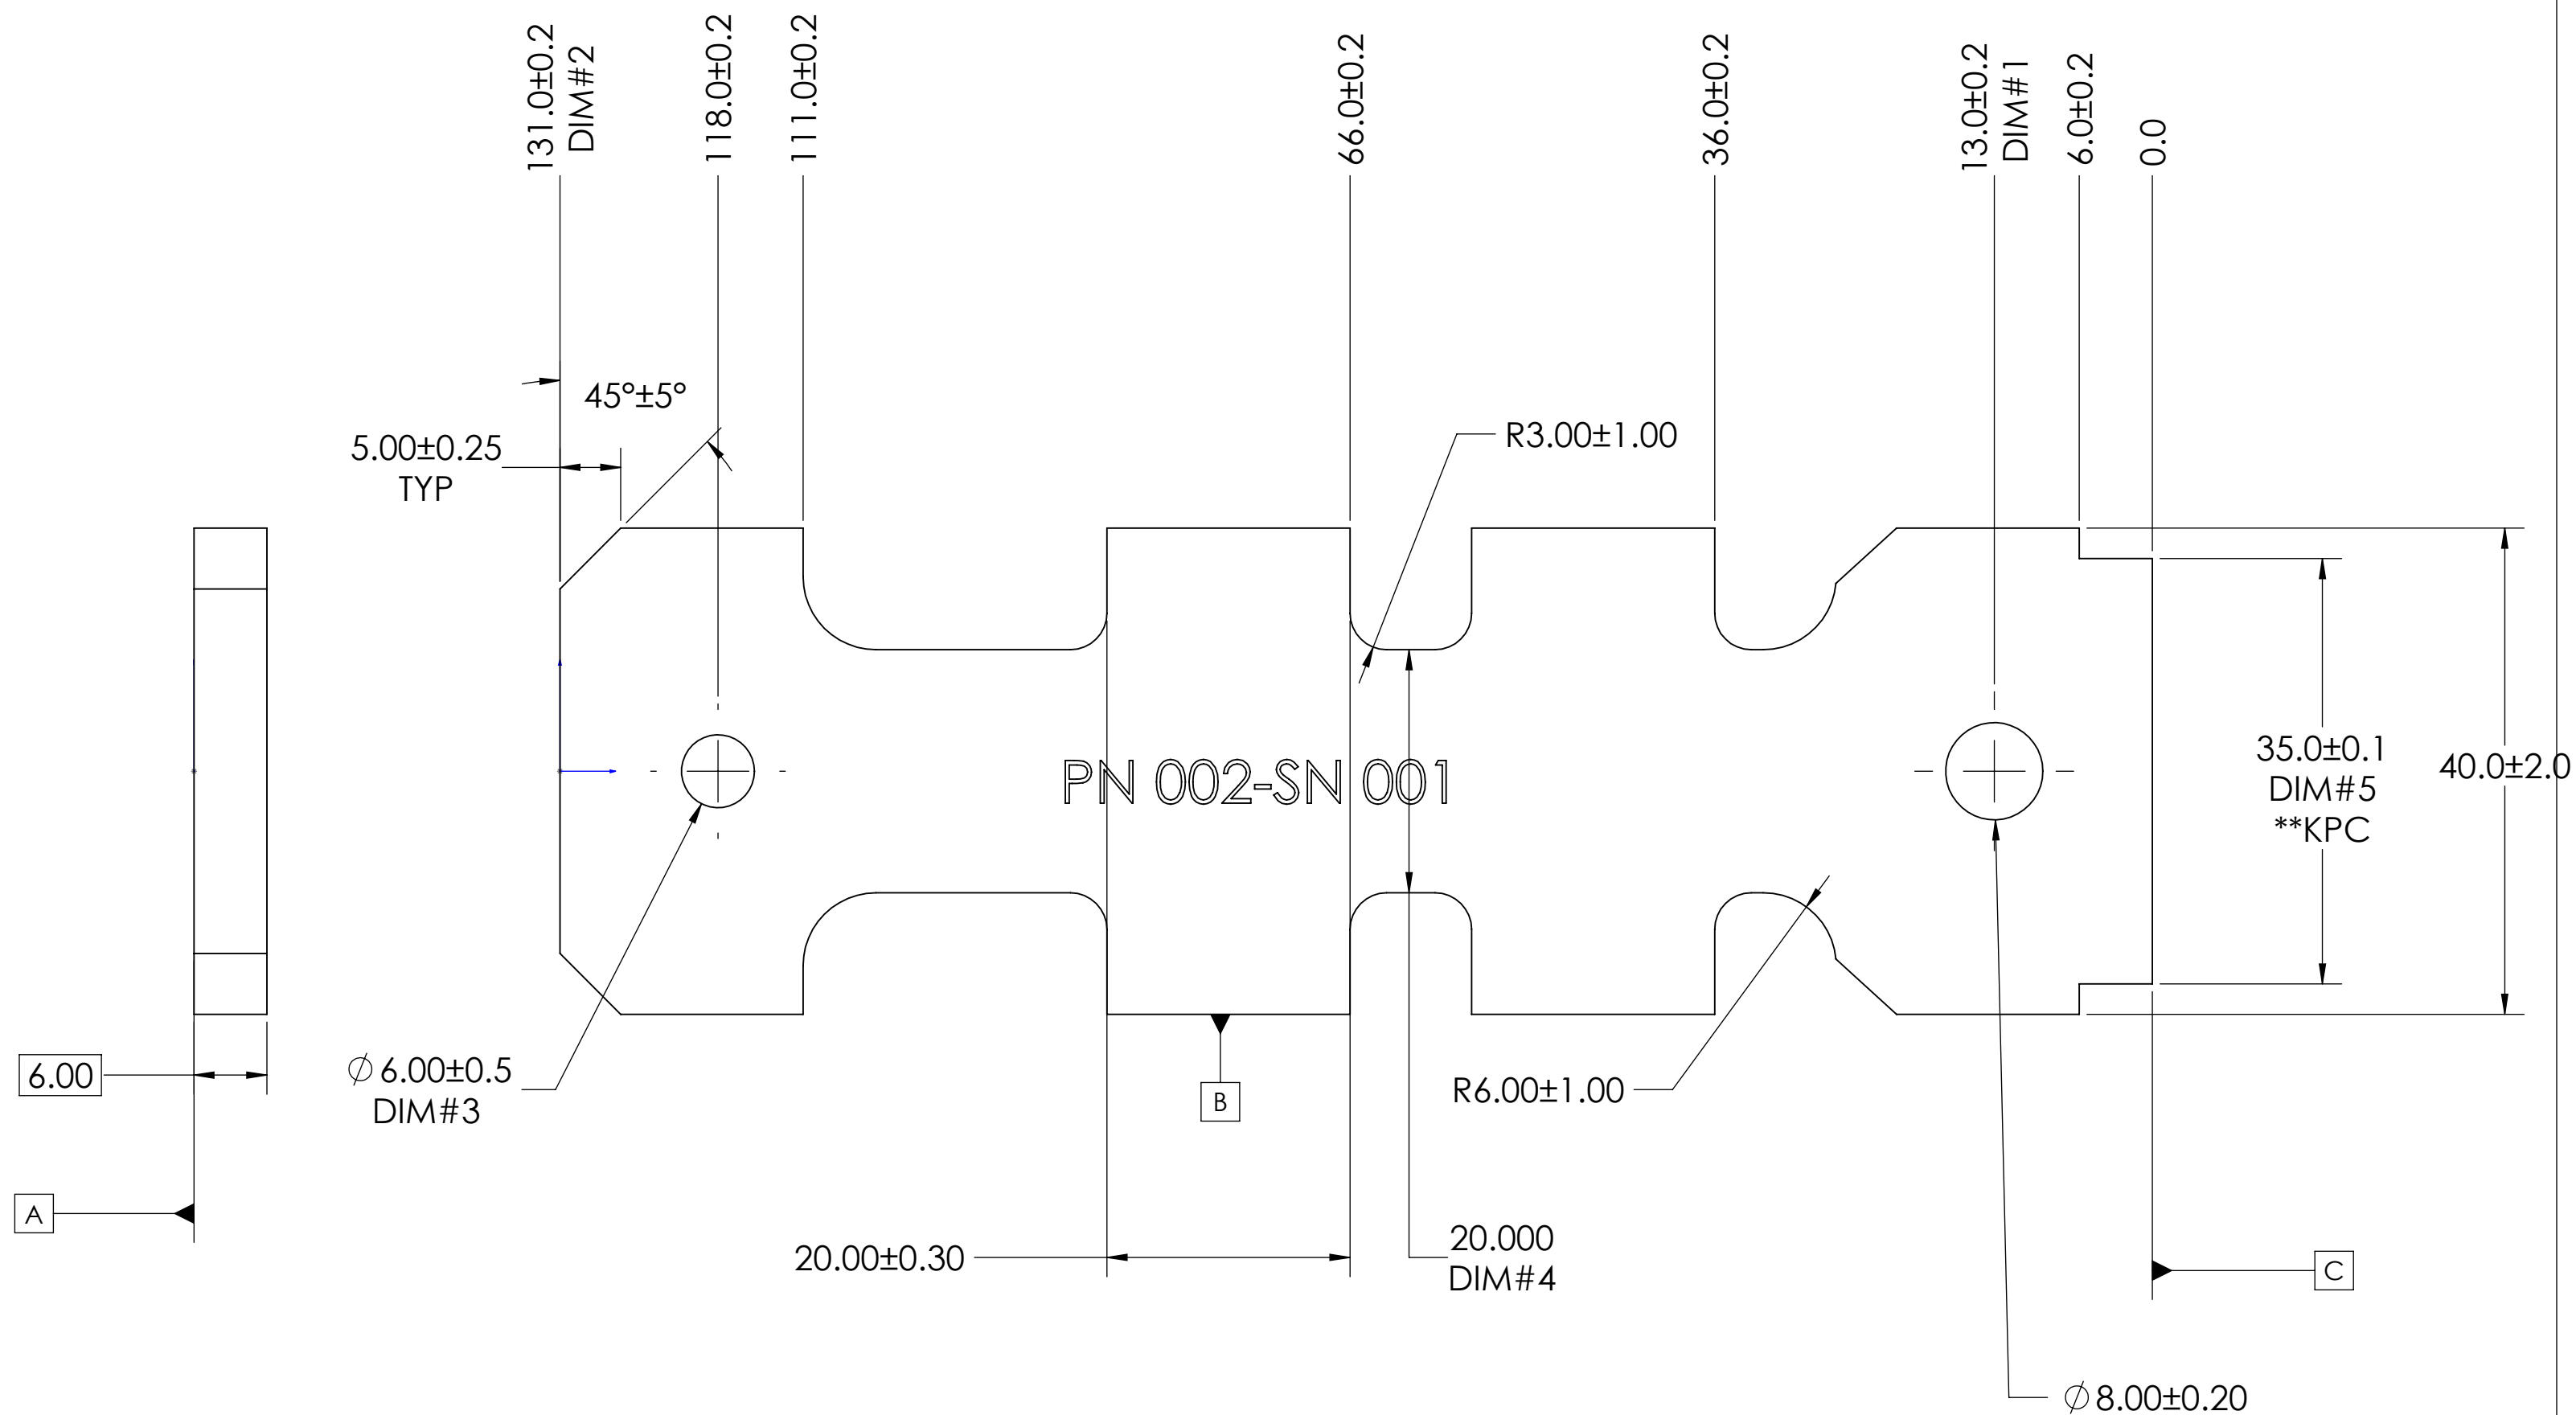 131.0±0.2
DIM#2
118.0±0.2
111.0±0.2
66.0±0.2
36.0±0.2
13.0±0.2
DIM#1
6.0±0.2
0.0
45°±5°
5.00±0.25
TYP
R3.00±1.00
PN 002-SN 001
35.0±0.1
DIM#5
**KPC
40.0±2.0
6.00
∅6.00±0.5
DIM#3
B
R6.00±1.00
A
20.00±0.30
20.000
DIM#4
C
∅8.00±0.20